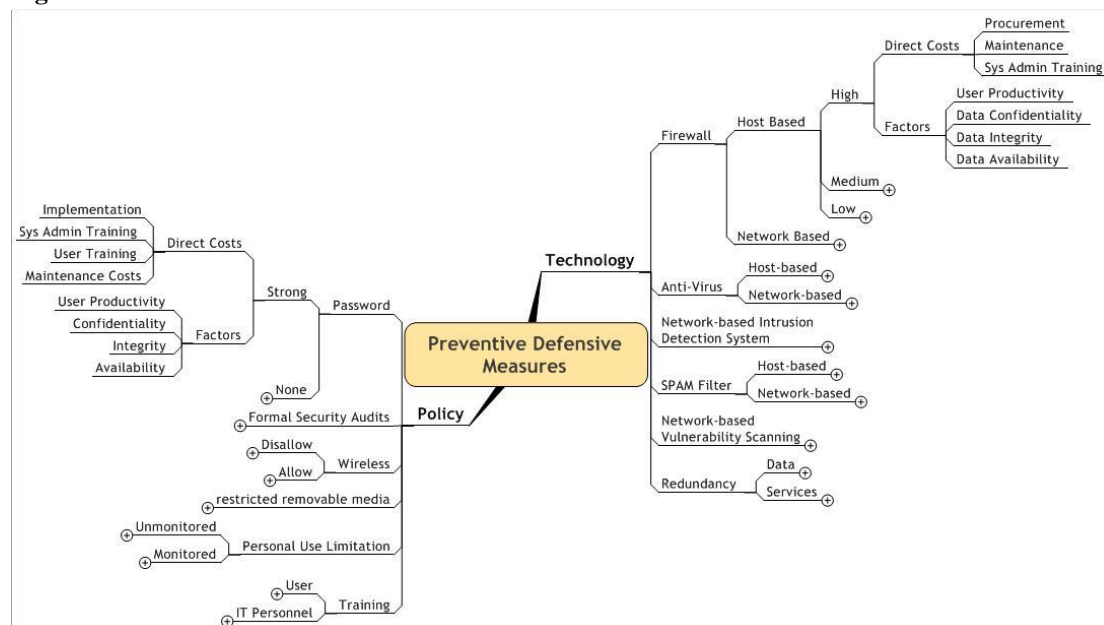 Procurement
Direct Costs
Maintenance
Sys Admin Training
High
User Productivity
Data Confidentiality
Factors
Data Integrity
Data Availability
Host Based
Firewall
Medium
Low
Network Based
Technology
Host-based
Anti-Virus
Network-based
Network-based Intrusion
Detection System
Host-based
SPAM Filter
Network-based
Network-based
Vulnerability Scanning
Data
Redundancy
Services
Preventive Defensive
Measures
Implementation
Sys Admin Training
Direct Costs
User Training
Maintenance Costs
Strong
Password
User Productivity
Confidentiality
Factors
Integrity
Availability
None
Policy
Formal Security Audits
Disallow
Wireless
Allow
restricted removable media
Unmonitored
Personal Use Limitation
Monitored
User
Training
IT Personnel